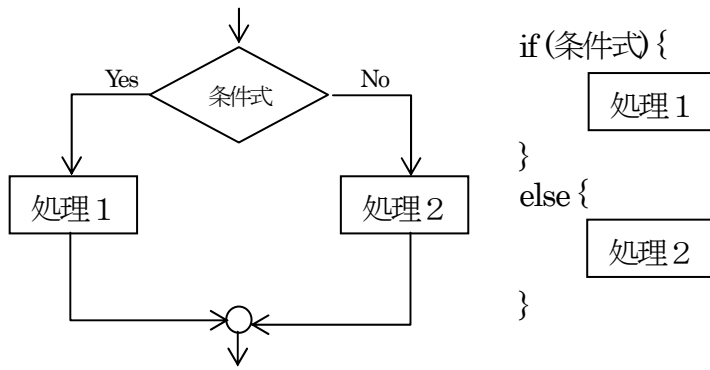 Yes
条件式
No
処理１
処理２
if (条件式) {
処理１
}
else {
処理２
}